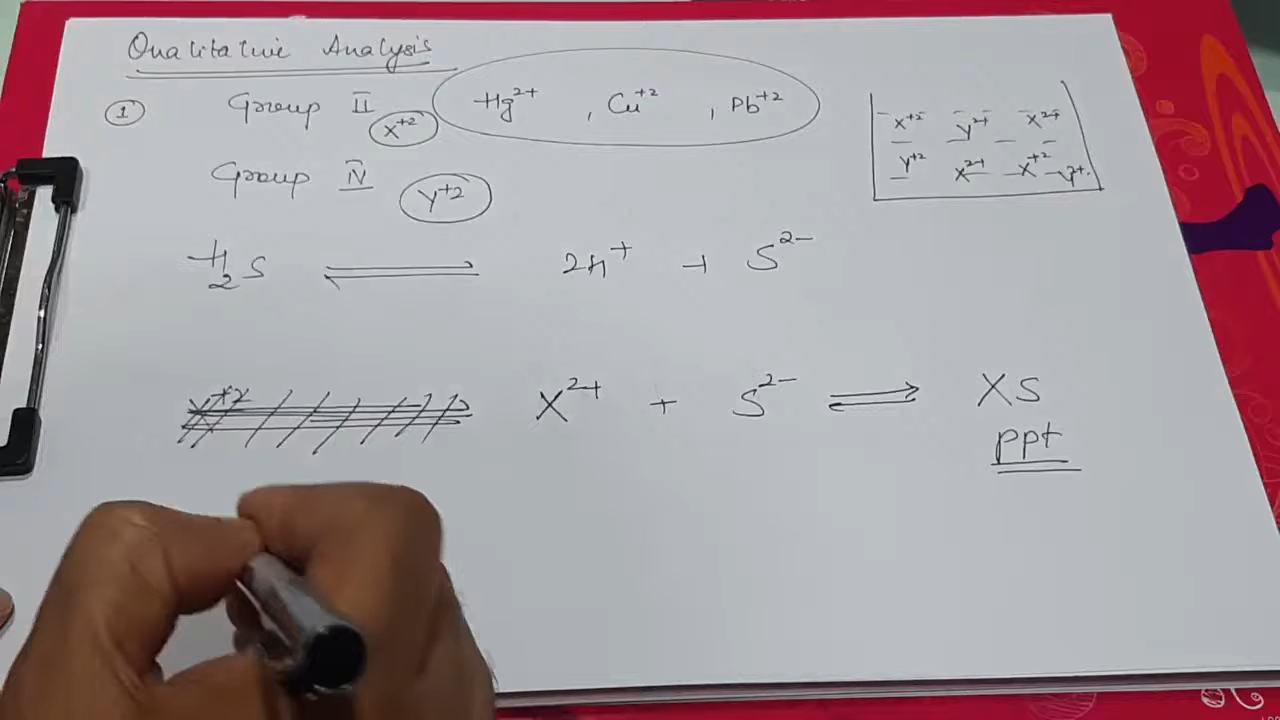 Qualitative Analysis
① Group II X⁺² Hg²⁺ , Cu⁺² , Pb⁺²
Group IV Y⁺²
X⁺² Y²⁺ X²⁺
Y⁺² X²⁺ X⁺² Y²⁺
H₂S ⇌ 2H⁺ + S²⁻
X²⁺ + S²⁻ ⇌ XS
ppt